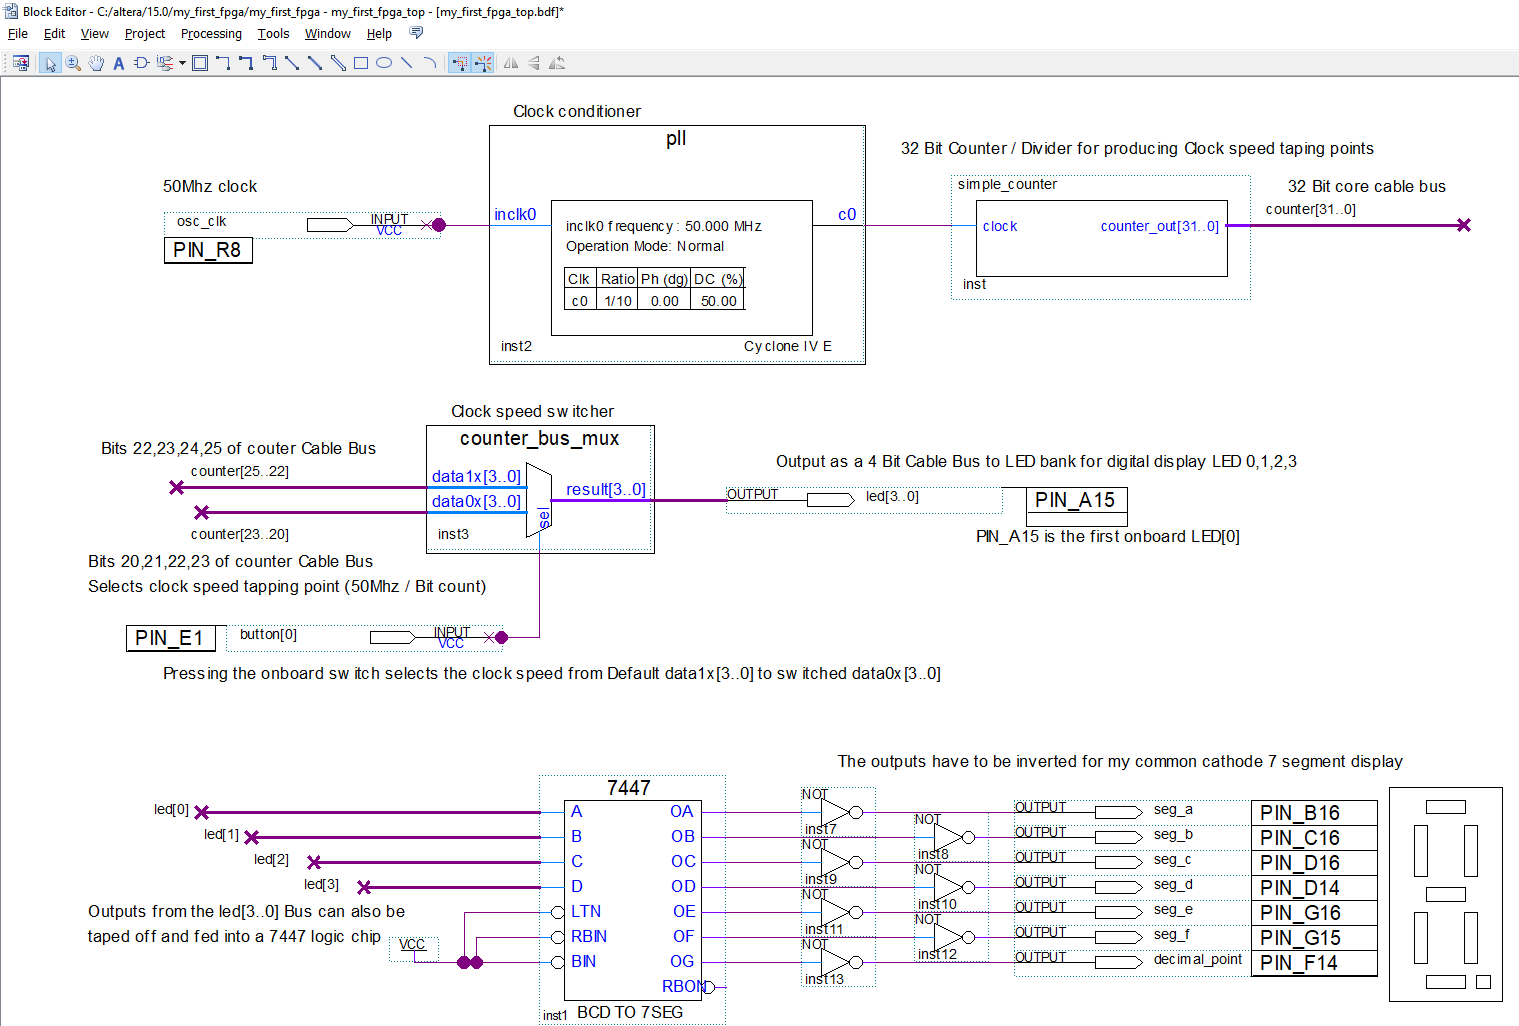 Block Editor - C:/altera/15.0/my_first_fpga/my_first_fpga - my_first_fpga_top - [my_first_fpga_top.bdf]*
File Edit View Project Processing Tools Window Help
A
Clock conditioner
pll
50Mhz clock
osc_clk
INPUT
VCC
PIN_R8
inclk0
c0
inclk0 frequency: 50.000 MHz
Operation Mode: Normal
Clk Ratio Ph (dg) DC (%)
c0 1/10 0.00 50.00
inst2
Cyclone IV E
32 Bit Counter / Divider for producing Clock speed taping points
simple_counter
clock
counter_out[31..0]
inst
32 Bit core cable bus
counter[31..0]
Clock speed switcher
counter_bus_mux
Bits 22,23,24,25 of couter Cable Bus
counter[25..22]
data1x[3..0]
data0x[3..0]
result[3..0]
sel
inst3
counter[23..20]
Bits 20,21,22,23 of counter Cable Bus
Selects clock speed tapping point (50Mhz / Bit count)
Output as a 4 Bit Cable Bus to LED bank for digital display LED 0,1,2,3
OUTPUT
led[3..0]
PIN_A15
PIN_A15 is the first onboard LED[0]
PIN_E1
button[0]
INPUT
VCC
Pressing the onboard switch selects the clock speed from Default data1x[3..0] to switched data0x[3..0]
The outputs have to be inverted for my common cathode 7 segment display
7447
led[0]
led[1]
led[2]
led[3]
A
B
C
D
LTN
RBIN
BIN
OA
OB
OC
OD
OE
OF
OG
RBON
inst1
BCD TO 7SEG
Outputs from the led[3..0] Bus can also be
taped off and fed into a 7447 logic chip
VCC
NOT
inst7
NOT
inst8
NOT
inst9
NOT
inst10
NOT
inst11
NOT
inst12
NOT
inst13
OUTPUT seg_a PIN_B16
OUTPUT seg_b PIN_C16
OUTPUT seg_c PIN_D16
OUTPUT seg_d PIN_D14
OUTPUT seg_e PIN_G16
OUTPUT seg_f PIN_G15
OUTPUT decimal_point PIN_F14